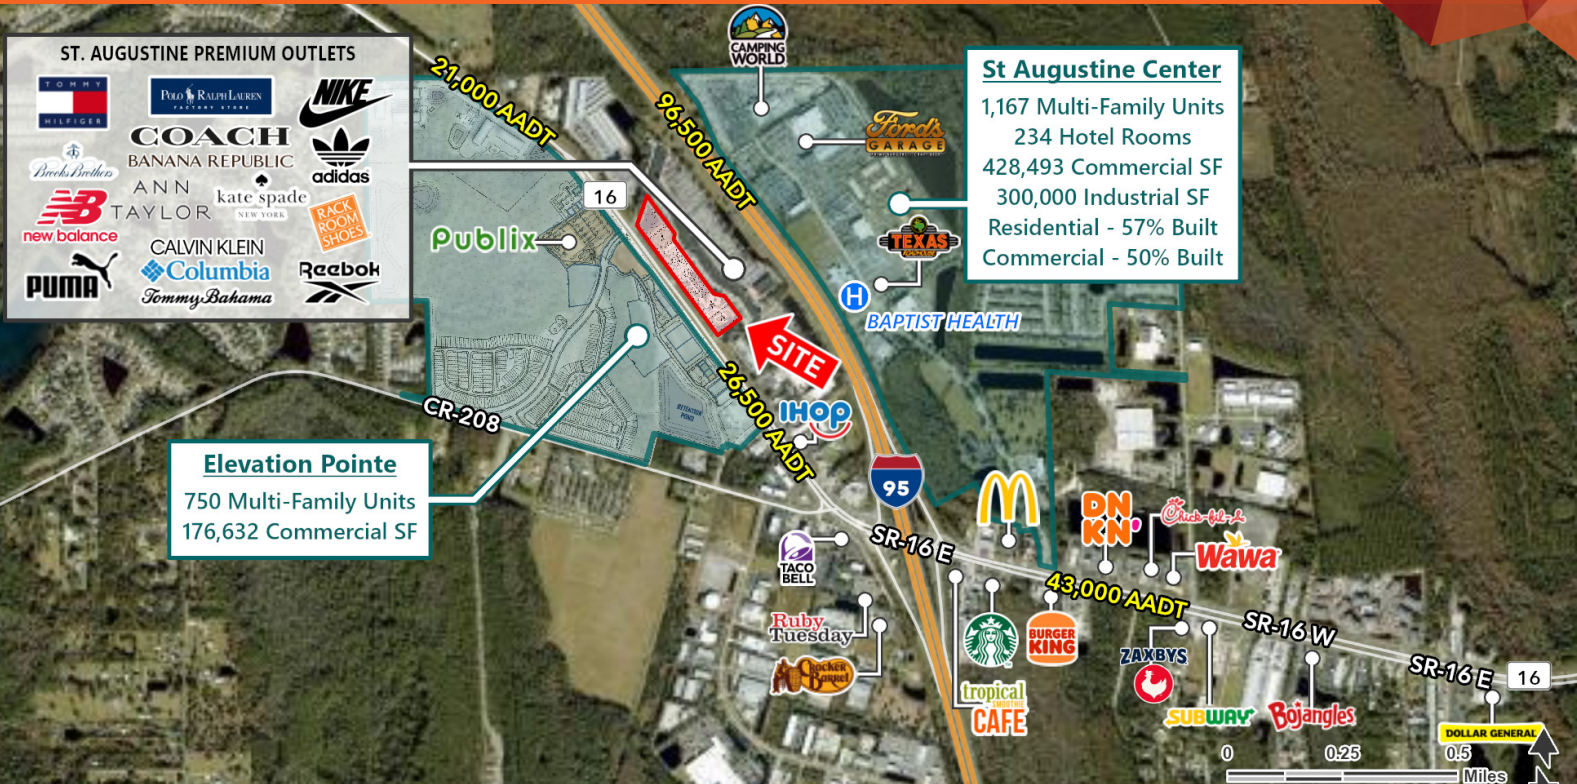 ST. AUGUSTINE PREMIUM OUTLETS
TOMMY
HILFIGER
POLO RALPH LAUREN
FACTORY STORE
NIKE
COACH
BANANA REPUBLIC
Brooks Brothers
adidas
ANN
TAYLOR
kate spade
NEW YORK
new balance
RACK
ROOM
SHOES
CALVIN KLEIN
Columbia
PUMA
Tommy Bahama
Reebok
21,000 AADT
96,500 AADT
CAMPING
WORLD
Ford's
GARAGE
St Augustine Center
1,167 Multi-Family Units
234 Hotel Rooms
428,493 Commercial SF
300,000 Industrial SF
Residential - 57% Built
Commercial - 50% Built
16
Publix
TEXAS
ROADHOUSE
H
BAPTIST HEALTH
SITE
26,500 AADT
IHOP
CR-208
RETENTION
POND
Elevation Pointe
750 Multi-Family Units
176,632 Commercial SF
95
SR-16 E
TACO
BELL
DN
KN'
Chick-fil-A
Wawa
43,000 AADT
Ruby
Tuesday
Cracker
Barrel
BURGER
KING
tropical
SMOOTHIE
CAFE
ZAXBYS
SUBWAY
Bojangles
SR-16 W
SR-16 E
16
DOLLAR GENERAL
0 0.25 0.5
Miles